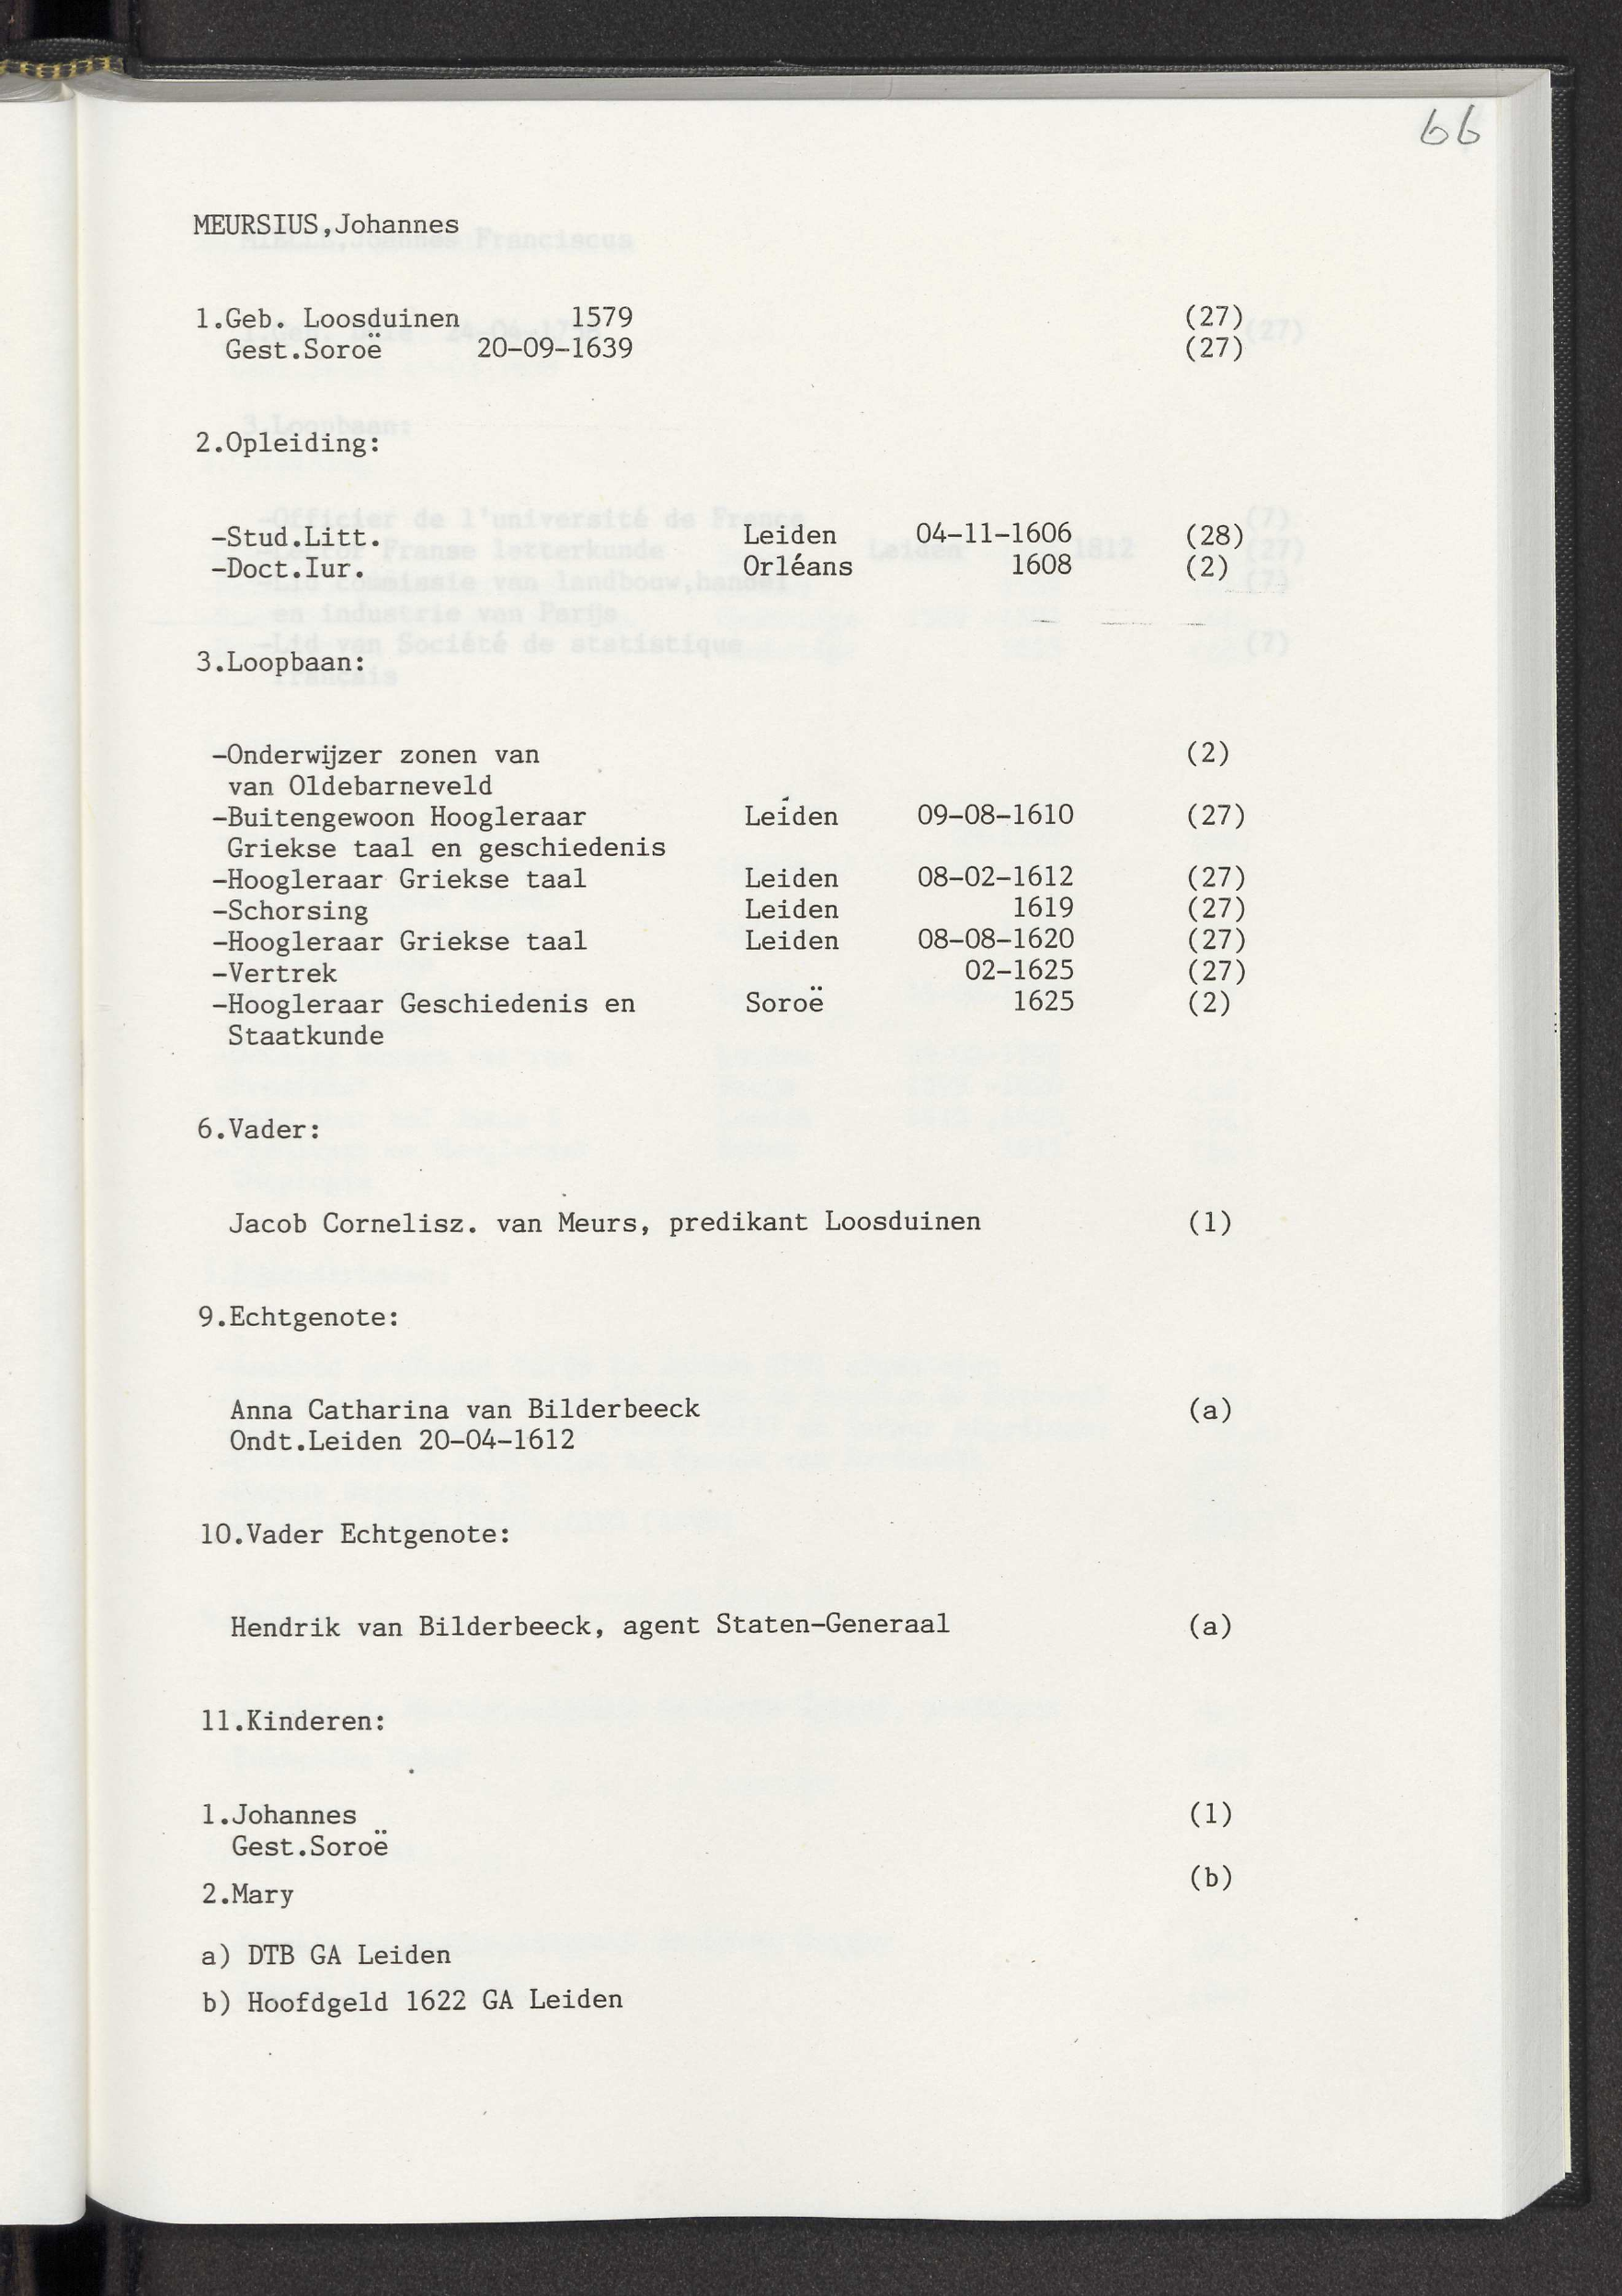 66
MEURSIUS,Johannes
1.Geb. Loosduinen 1579 (27)
Gest.Soroë 20-09-1639 (27)
2.Opleiding:
-Stud.Litt. Leiden 04-11-1606 (28)
-Doct.Iur. Orléans 1608 (2)
3.Loopbaan:
-Onderwijzer zonen van (2)
van Oldebarneveld
-Buitengewoon Hoogleraar Leiden 09-08-1610 (27)
Griekse taal en geschiedenis
-Hoogleraar Griekse taal Leiden 08-02-1612 (27)
-Schorsing Leiden 1619 (27)
-Hoogleraar Griekse taal Leiden 08-08-1620 (27)
-Vertrek 02-1625 (27)
-Hoogleraar Geschiedenis en Soroë 1625 (2)
Staatkunde
6.Vader:
Jacob Cornelisz. van Meurs, predikant Loosduinen (1)
9.Echtgenote:
Anna Catharina van Bilderbeeck (a)
Ondt.Leiden 20-04-1612
10.Vader Echtgenote:
Hendrik van Bilderbeeck, agent Staten-Generaal (a)
11.Kinderen:
1.Johannes (1)
Gest.Soroë
2.Mary (b)
a) DTB GA Leiden
b) Hoofdgeld 1622 GA Leiden